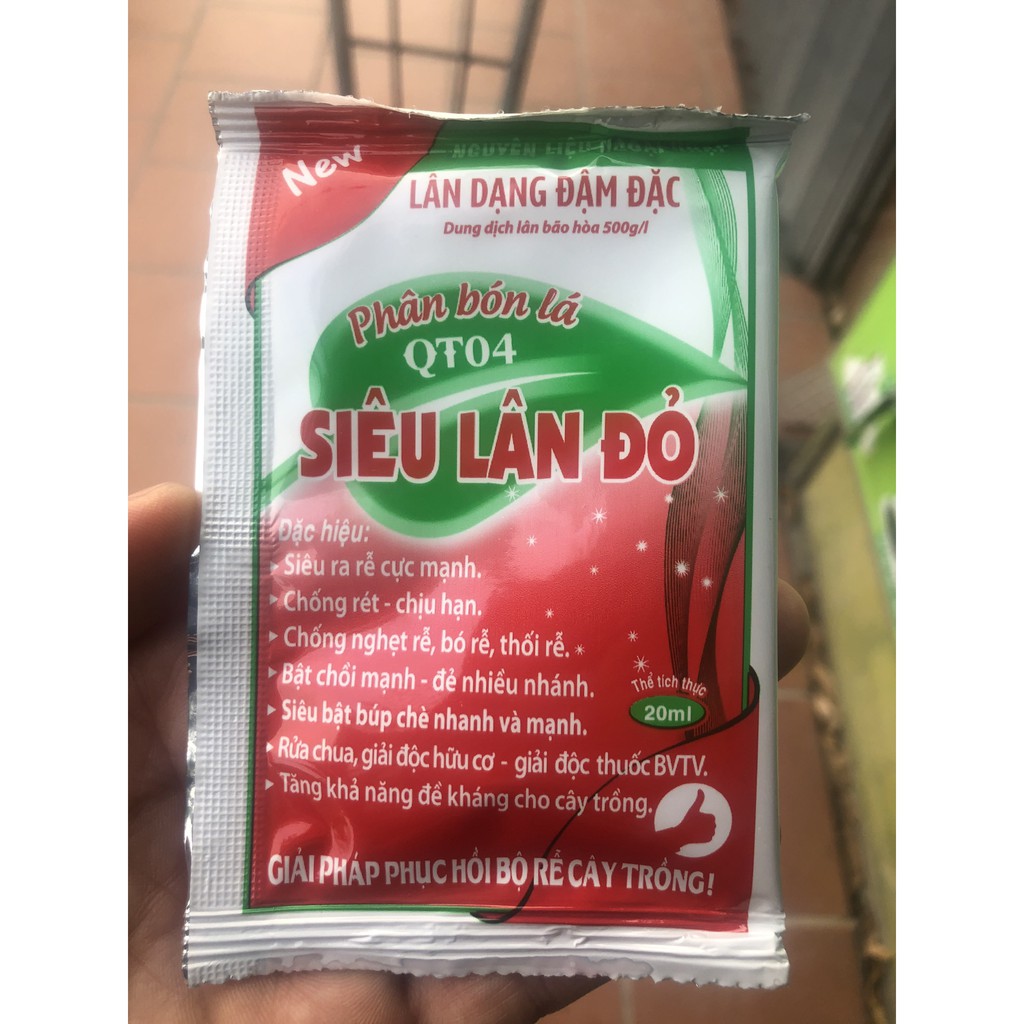 New
NGUYÊN LIỆU NGOẠI NHẬP
LÂN DẠNG ĐẬM ĐẶC
Dung dịch lân bão hòa 500g/l
Phân bón lá
QT04
SIÊU LÂN ĐỎ
Đặc hiệu:
Siêu ra rễ cực mạnh.
Chống rét - chịu hạn.
Chống nghẹt rễ, bó rễ, thối rễ.
Bật chồi mạnh - đẻ nhiều nhánh.
Thể tích thực
20ml
Siêu bật búp chè nhanh và mạnh.
Rửa chua, giải độc hữu cơ - giải độc thuốc BVTV.
Tăng khả năng đề kháng cho cây trồng.
GIẢI PHÁP PHỤC HỒI BỘ RỄ CÂY TRỒNG!